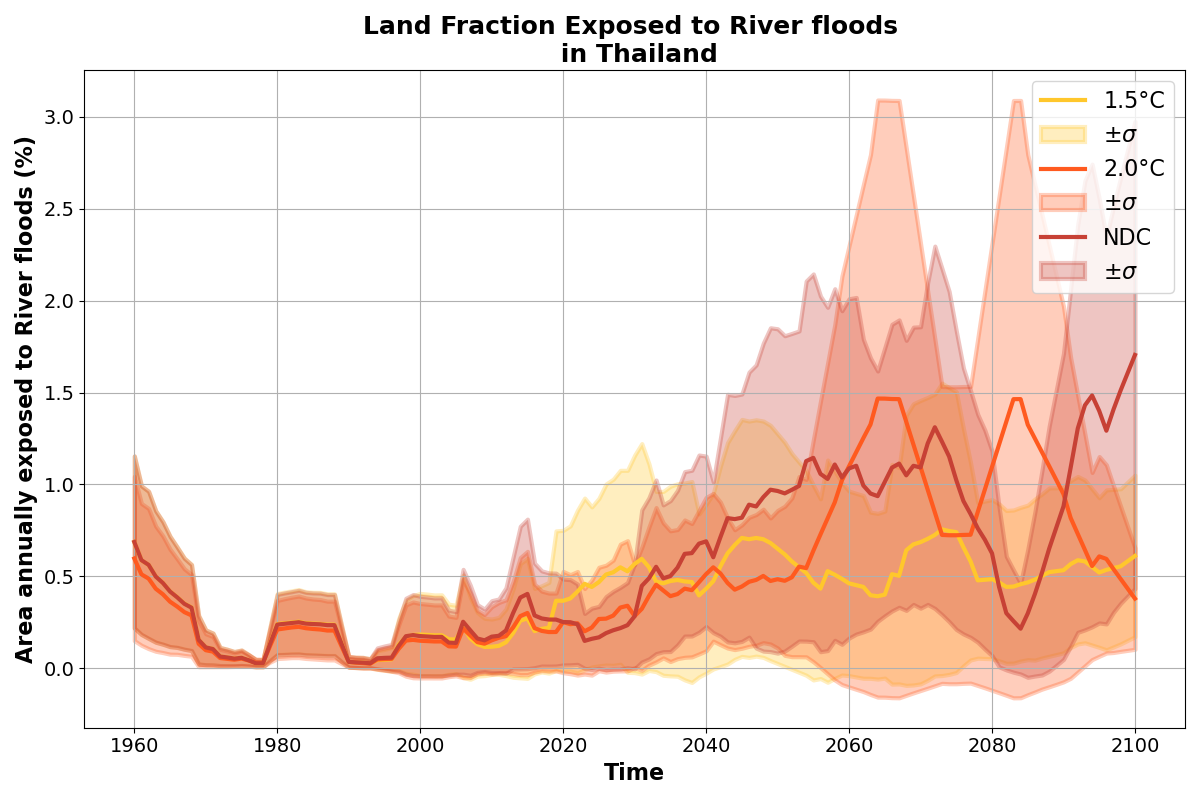 Land Fraction Exposed to River floods
in Thailand
Area annually exposed to River floods (%)
3.0
2.5
2.0
1.5
1.0
0.5
0.0
1.5°C
±σ
2.0°C
±σ
NDC
±σ
1960 1980 2000 2020 2040 2060 2080 2100
Time